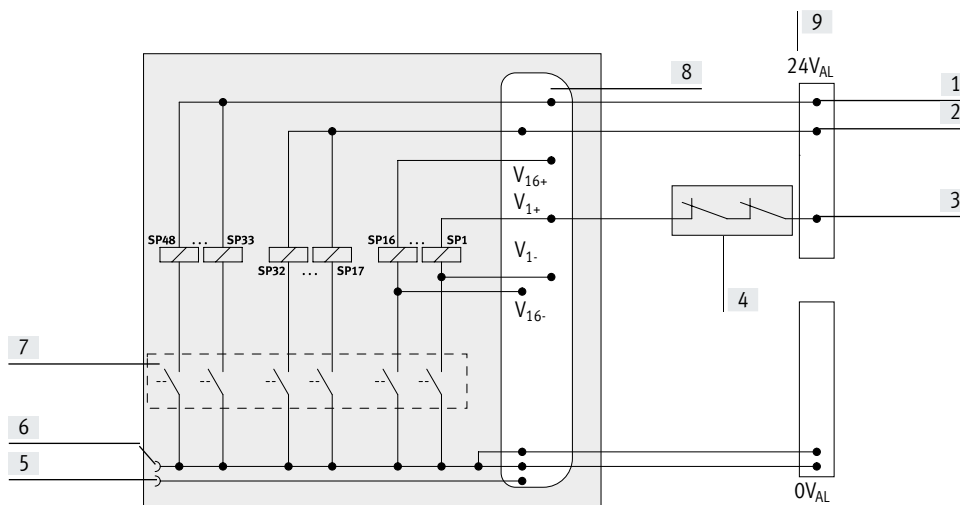 9
24VAL
8
1
2
V16+
V1+
3
SP48 ... SP33
SP16 ... SP1
V1-
SP32 ... SP17
4
V16-
7
6
5
0VAL